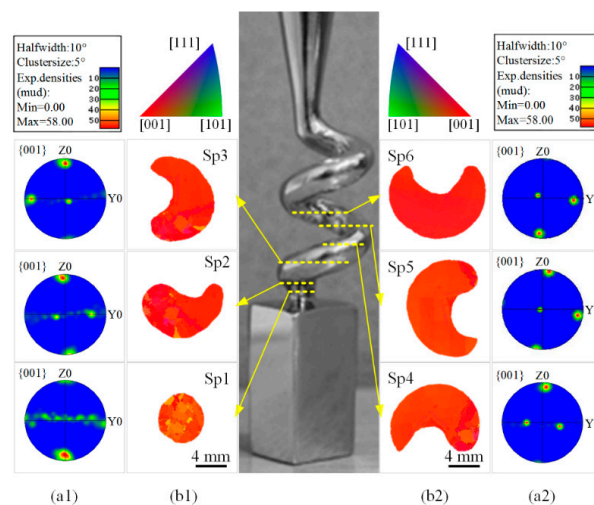 Halfwidth:10°
Clustersize:5°
Exp.densities
(mud):
Min=0.00
Max=58.00
10
20
30
40
50
[111]
[001]
[101]
[111]
[101]
[001]
Halfwidth:10°
Clustersize:5°
Exp.densities
(mud):
Min=0.00
Max=58.00
10
20
30
40
50
{001}
Z0
Y0
Sp3
Sp6
{001}
Z0
Y0
{001}
Z0
Y0
Sp2
Sp5
{001}
Z0
Y0
{001}
Z0
Y0
Sp1
4 mm
Sp4
4 mm
{001}
Z0
Y
(a1)
(b1)
(b2)
(a2)